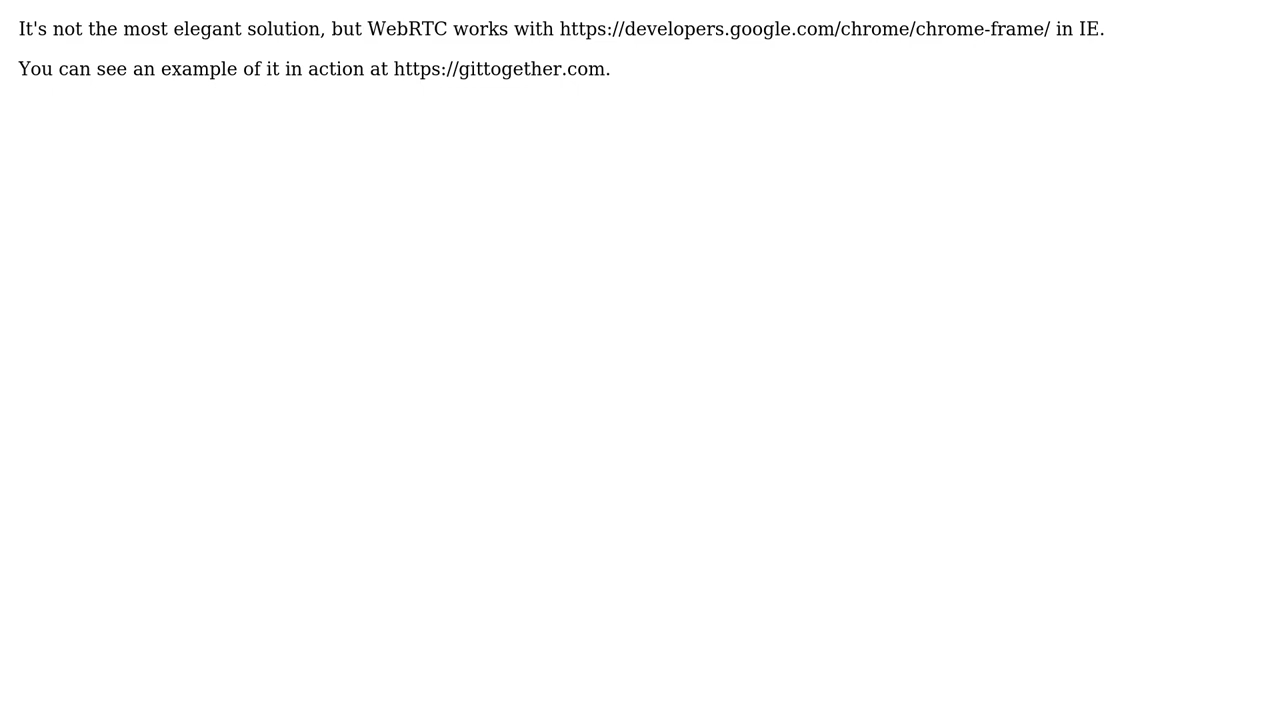 It's not the most elegant solution, but WebRTC works with https://developers.google.com/chrome/chrome-frame/ in IE.
You can see an example of it in action at https://gittogether.com.